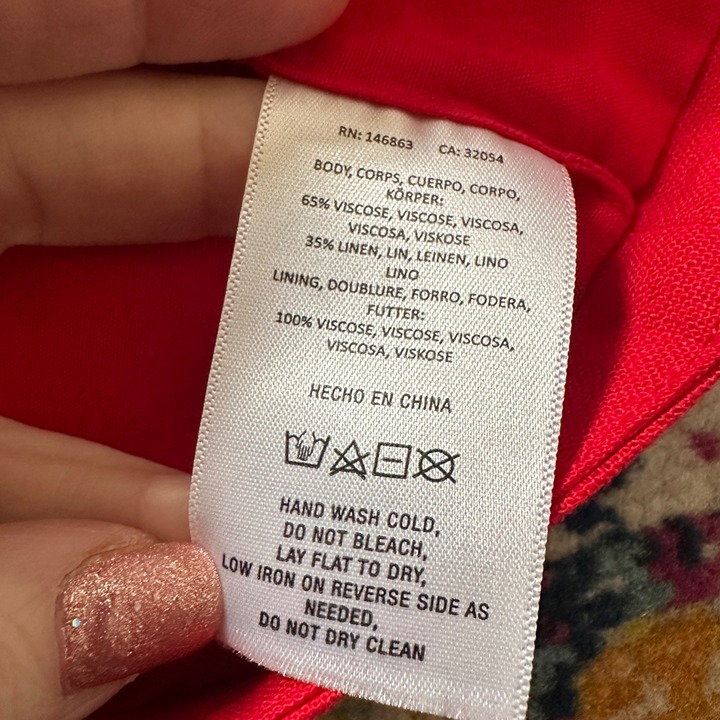 RN: 146863 CA: 32054
BODY, CORPS, CUERPO, CORPO,
KÖRPER:
65% VISCOSE, VISCOSE, VISCOSA,
VISCOSA, VISKOSE
35% LINEN, LIN, LEINEN, LINO
LINO
LINING, DOUBLURE, FORRO, FODERA,
FUTTER:
100% VISCOSE, VISCOSE, VISCOSA,
VISCOSA, VISKOSE
HECHO EN CHINA
HAND WASH COLD,
DO NOT BLEACH,
LAY FLAT TO DRY,
LOW IRON ON REVERSE SIDE AS
NEEDED,
DO NOT DRY CLEAN